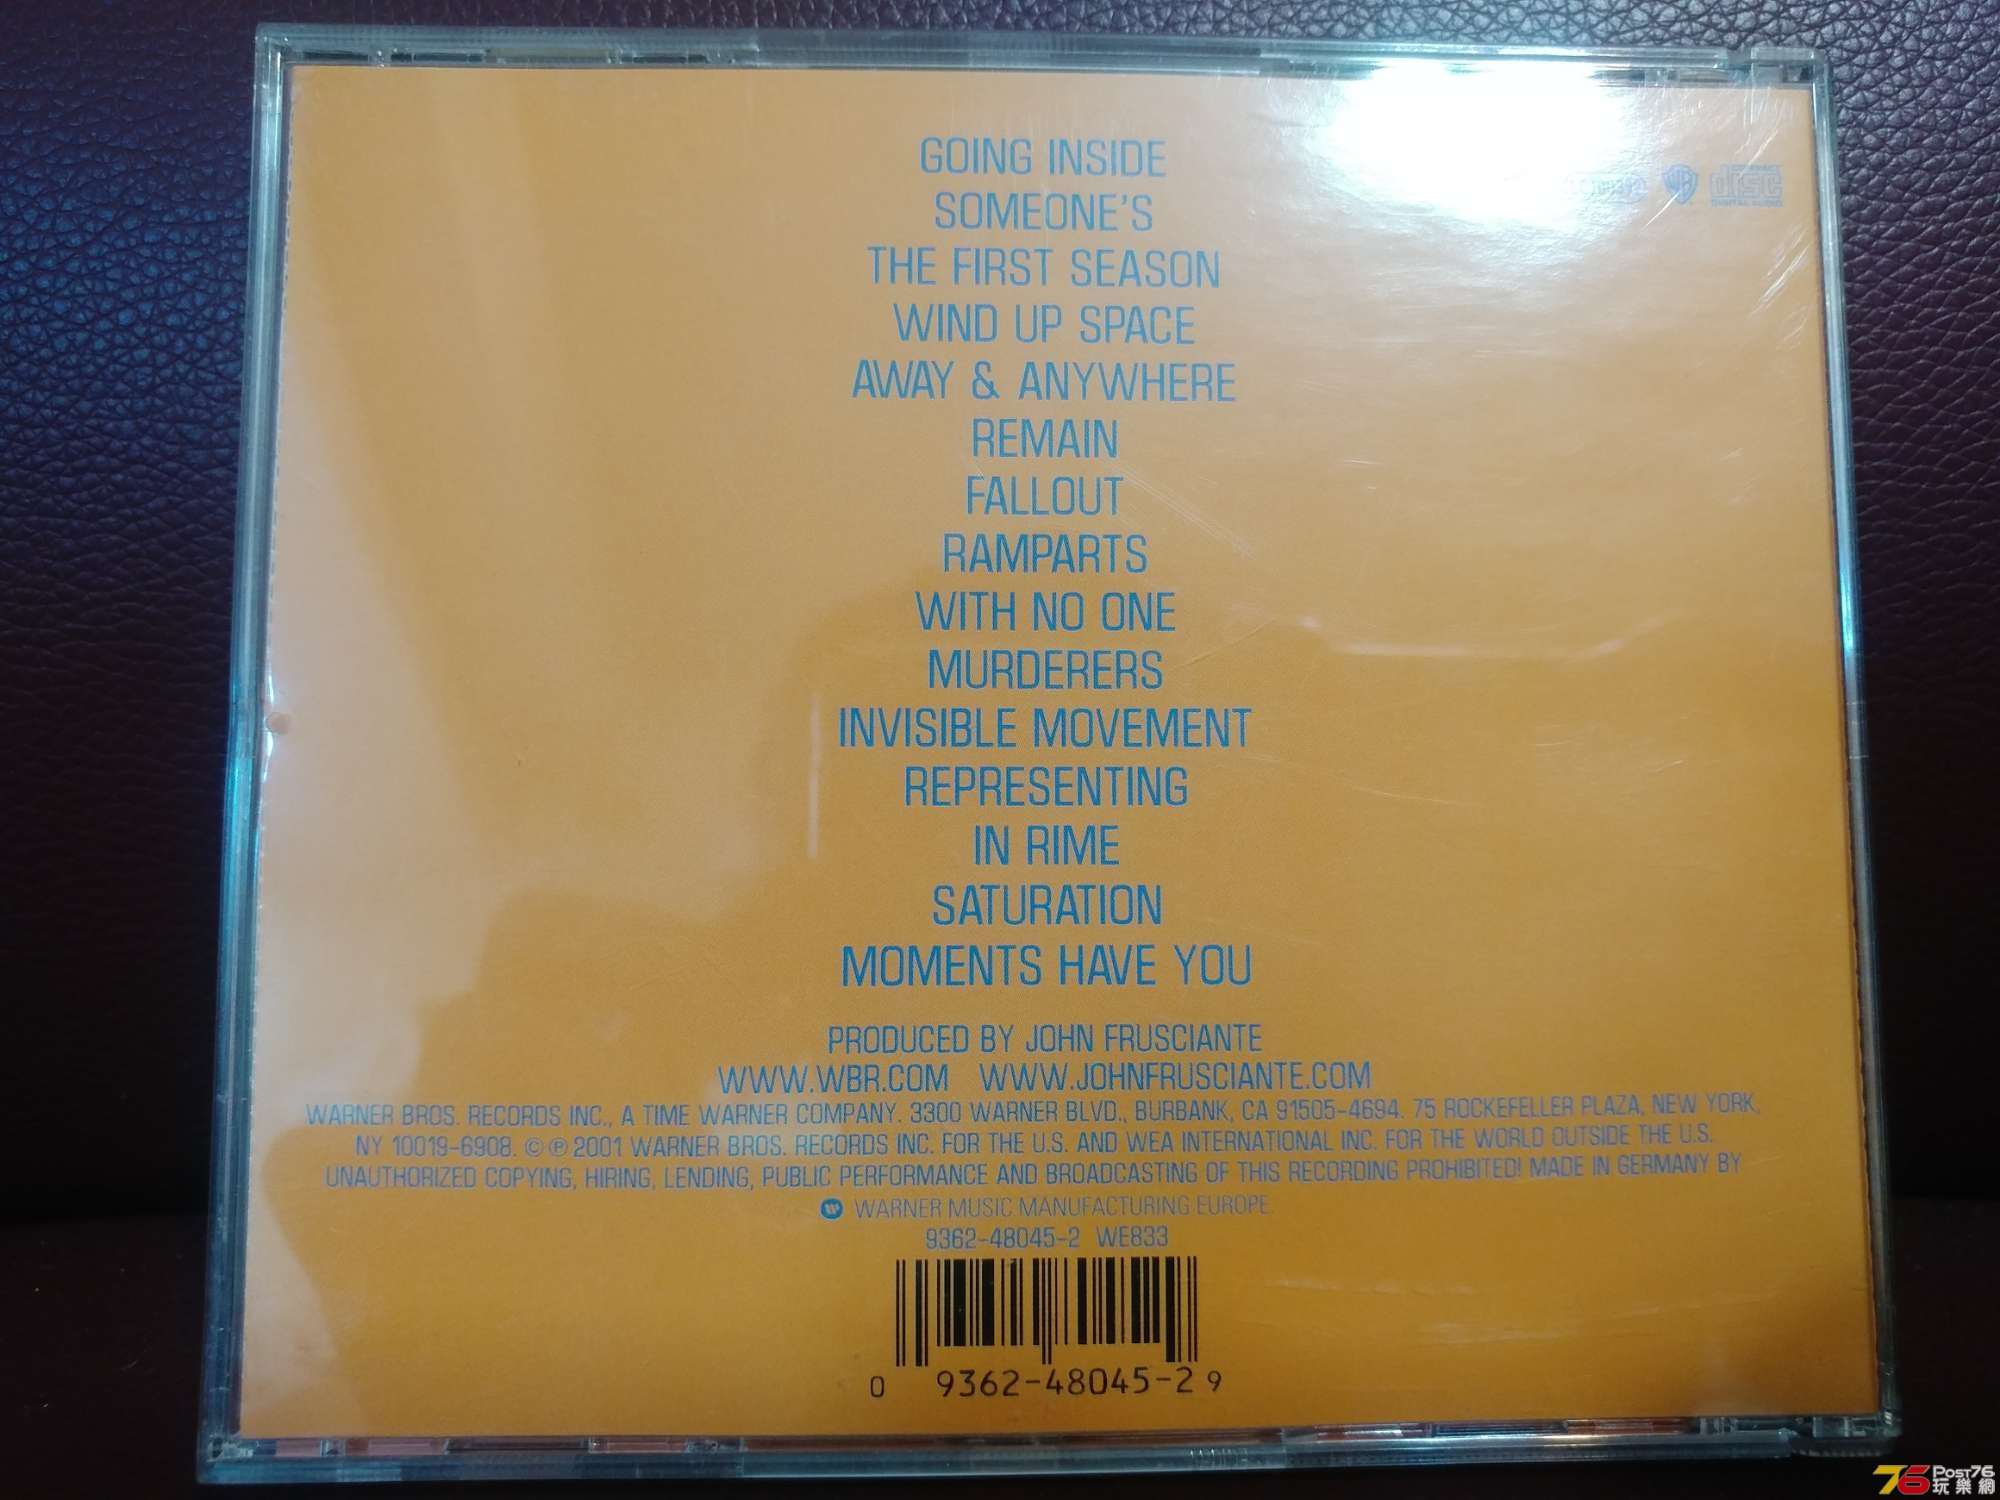 GOING INSIDE
SOMEONE'S
THE FIRST SEASON
WIND UP SPACE
AWAY & ANYWHERE
REMAIN
FALLOUT
RAMPARTS
WITH NO ONE
MURDERERS
INVISIBLE MOVEMENT
REPRESENTING
IN RIME
SATURATION
MOMENTS HAVE YOU
WB
disc
DIGITAL AUDIO
PRODUCED BY JOHN FRUSCIANTE
WWW.WBR.COM WWW.JOHNFRUSCIANTE.COM
WARNER BROS. RECORDS INC., A TIME WARNER COMPANY. 3300 WARNER BLVD., BURBANK, CA 91505-4694. 75 ROCKEFELLER PLAZA, NEW YORK,
NY 10019-6908. ©℗ 2001 WARNER BROS. RECORDS INC. FOR THE U.S. AND WEA INTERNATIONAL INC. FOR THE WORLD OUTSIDE THE U.S.
UNAUTHORIZED COPYING, HIRING, LENDING, PUBLIC PERFORMANCE AND BROADCASTING OF THIS RECORDING PROHIBITED! MADE IN GERMANY BY
WARNER MUSIC MANUFACTURING EUROPE.
9362-48045-2 WE833
0 9362-48045-2 9
76 Post76
玩樂網